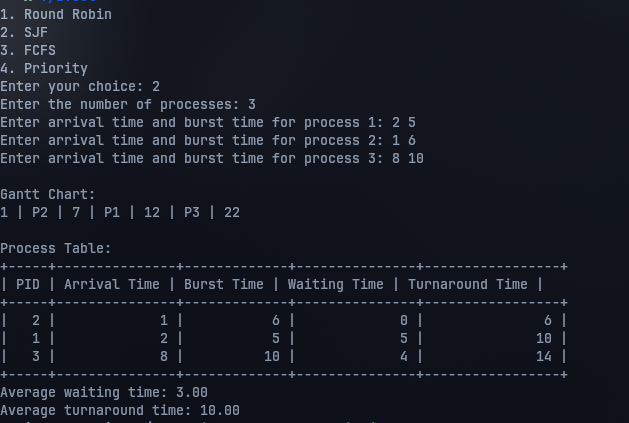 1. Round Robin
2. SJF
3. FCFS
4. Priority
Enter your choice: 2
Enter the number of processes: 3
Enter arrival time and burst time for process 1: 2 5
Enter arrival time and burst time for process 2: 1 6
Enter arrival time and burst time for process 3: 8 10
Gantt Chart:
1 | P2 | 7 | P1 | 12 | P3 | 22
Process Table:
+-----+---------------+------------+---------------+-----------------+
| PID | Arrival Time | Burst Time | Waiting Time | Turnaround Time |
+-----+---------------+------------+---------------+-----------------+
|   2 |             1 |          6 |             0 |               6 |
|   1 |             2 |          5 |             5 |              10 |
|   3 |             8 |         10 |             4 |              14 |
+-----+---------------+------------+---------------+-----------------+
Average waiting time: 3.00
Average turnaround time: 10.00